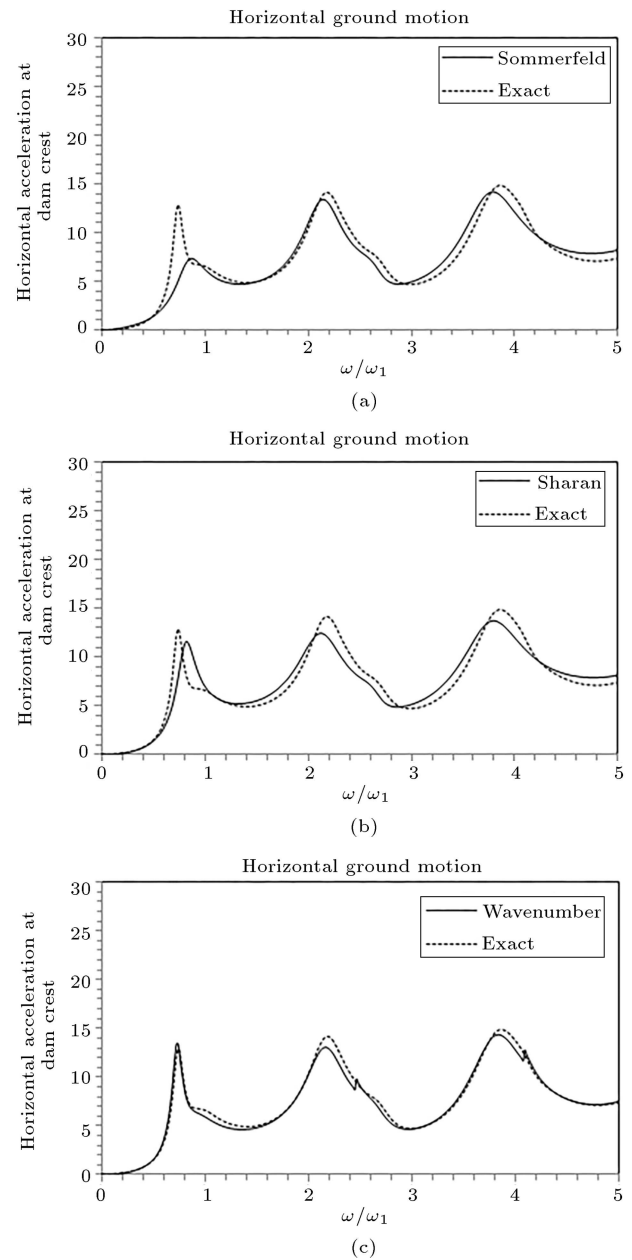 Horizontal ground motion
30
25
20
15
10
5
0
Horizontal acceleration at
dam crest
Sommerfeld
Exact
0 1 2 3 4 5
ω/ω1
(a)
Horizontal ground motion
30
25
20
15
10
5
0
Horizontal acceleration at
dam crest
Sharan
Exact
0 1 2 3 4 5
ω/ω1
(b)
Horizontal ground motion
30
25
20
15
10
5
0
Horizontal acceleration at
dam crest
Wavenumber
Exact
0 1 2 3 4 5
ω/ω1
(c)